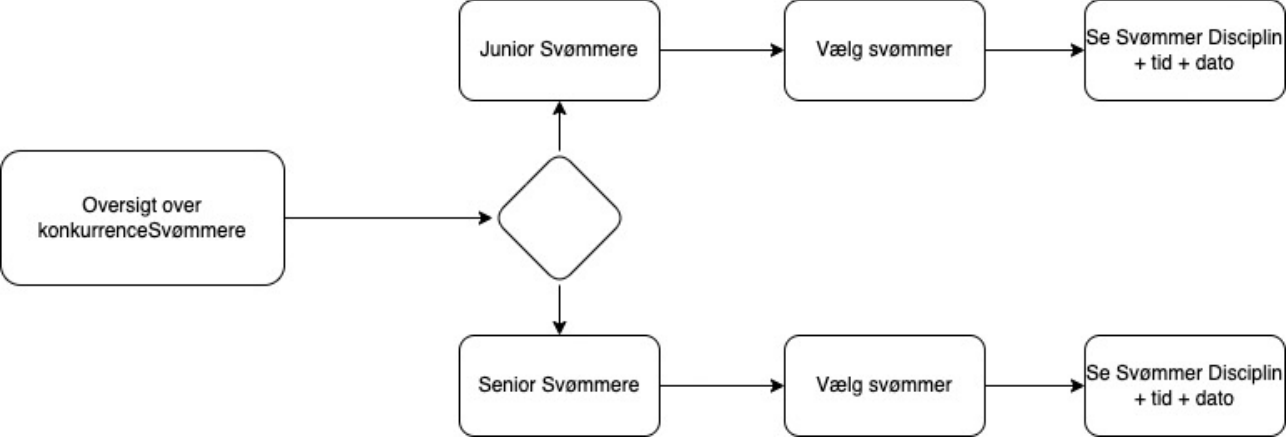 Junior Svømmere
Vælg svømmer
Se Svømmer Disciplin
+ tid + dato
Oversigt over
konkurrenceSvømmere
Senior Svømmere
Vælg svømmer
Se Svømmer Disciplin
+ tid + dato